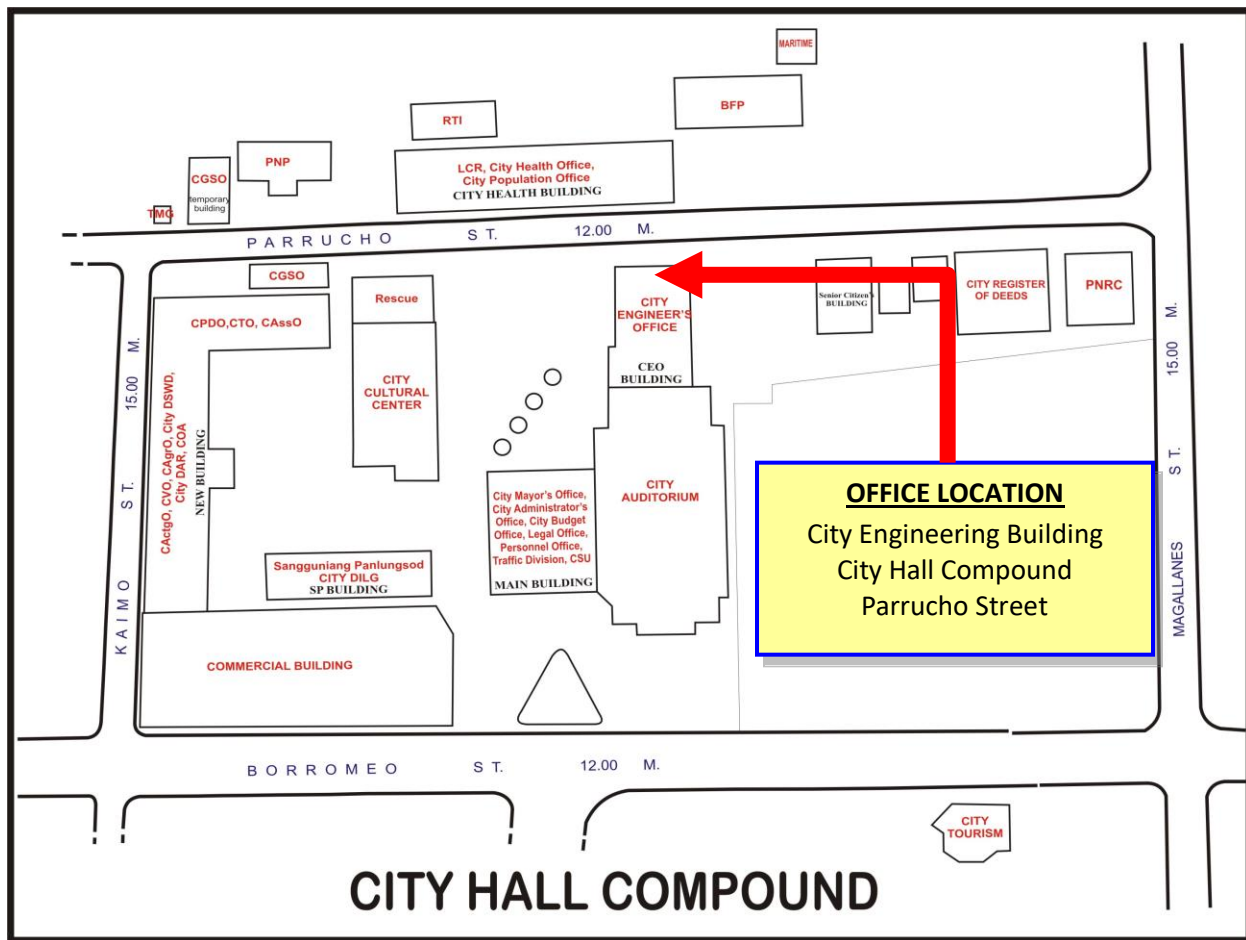 MARITIME
BFP
RTI
PNP
LCR, City Health Office,
City Population Office
CITY HEALTH BUILDING
CGSO
temporary
building
TMG
PARRUCHO ST. 12.00 M.
CGSO
Rescue
CITY
ENGINEER'S
OFFICE
CEO
BUILDING
Senior Citizen's
BUILDING
CITY REGISTER
OF DEEDS
PNRC
CPDO,CTO, CAssO
CITY
CULTURAL
CENTER
KAIMO ST. 15.00 M.
CActgO, CVO, CAgrO, City DSWD,
City DAR, COA
NEW BUILDING
MAGALLANES ST. 15.00 M.
City Mayor's Office,
City Administrator's
Office, City Budget
Office, Legal Office,
Personnel Office,
Traffic Division, CSU
MAIN BUILDING
CITY
AUDITORIUM
OFFICE LOCATION
City Engineering Building
City Hall Compound
Parrucho Street
Sangguniang Panlungsod
CITY DILG
SP BUILDING
COMMERCIAL BUILDING
BORROMEO ST. 12.00 M.
CITY
TOURISM
CITY HALL COMPOUND